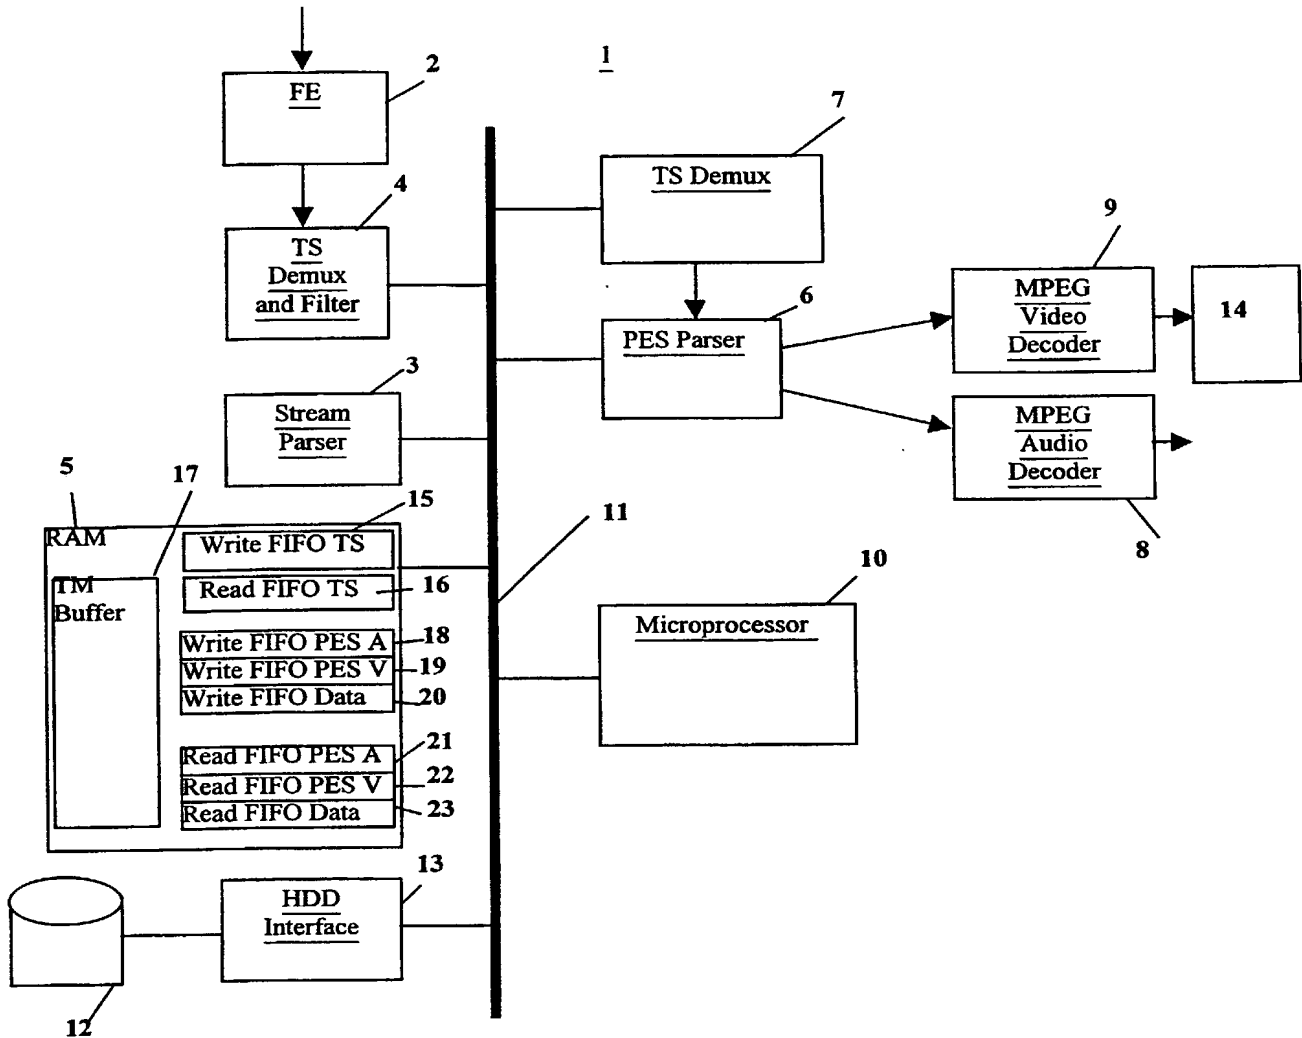 1
2
FE
7
TS Demux
4
TS
Demux
and Filter
9
MPEG
Video
Decoder
14
6
PES Parser
3
Stream
Parser
MPEG
Audio
Decoder
8
5
17
15
RAM
Write FIFO TS
TM
Buffer
Read FIFO TS
16
11
10
Microprocessor
Write FIFO PES A
18
Write FIFO PES V
19
Write FIFO Data
20
Read FIFO PES A
21
Read FIFO PES V
22
Read FIFO Data
23
13
HDD
Interface
12